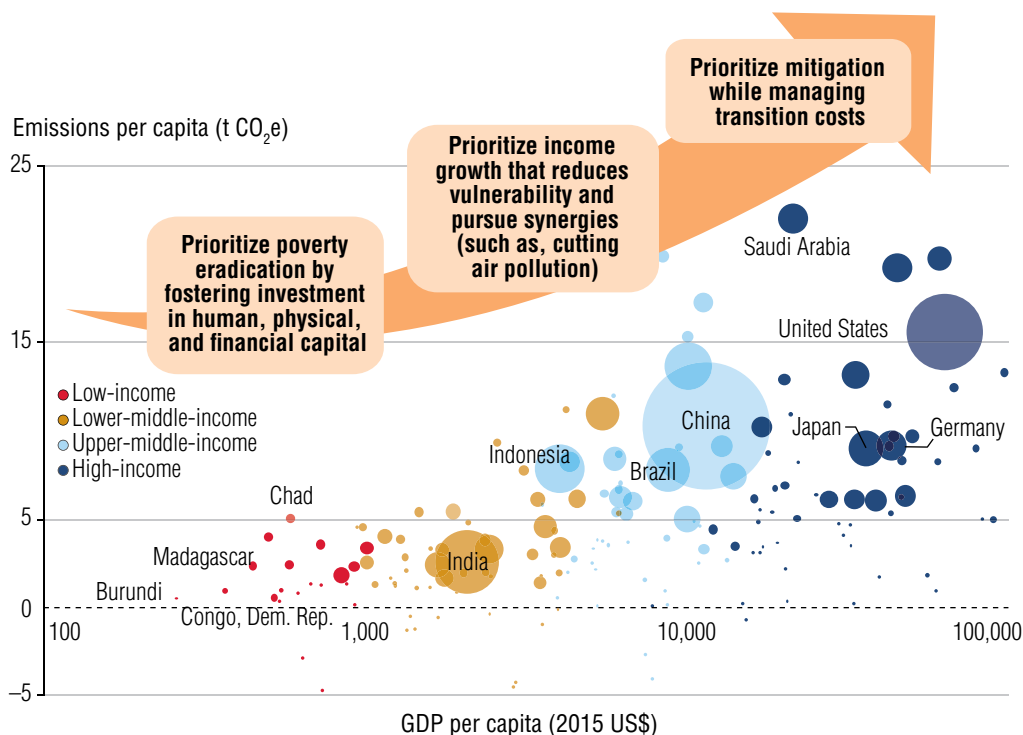 Prioritize mitigation
while managing
transition costs
Emissions per capita (t CO₂e)
Prioritize income
growth that reduces
vulnerability and
pursue synergies
(such as, cutting
air pollution)
Prioritize poverty
eradication by
fostering investment
in human, physical,
and financial capital
25
15
5
0
–5
Low-income
Lower-middle-income
Upper-middle-income
High-income
Saudi Arabia
United States
China
Japan
Germany
Indonesia
Brazil
Chad
Madagascar
India
Burundi
Congo, Dem. Rep.
100
1,000
10,000
100,000
GDP per capita (2015 US$)